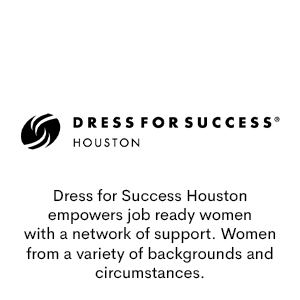 DRESS FOR SUCCESS®
HOUSTON
Dress for Success Houston
empowers job ready women
with a network of support. Women
from a variety of backgrounds and
circumstances.